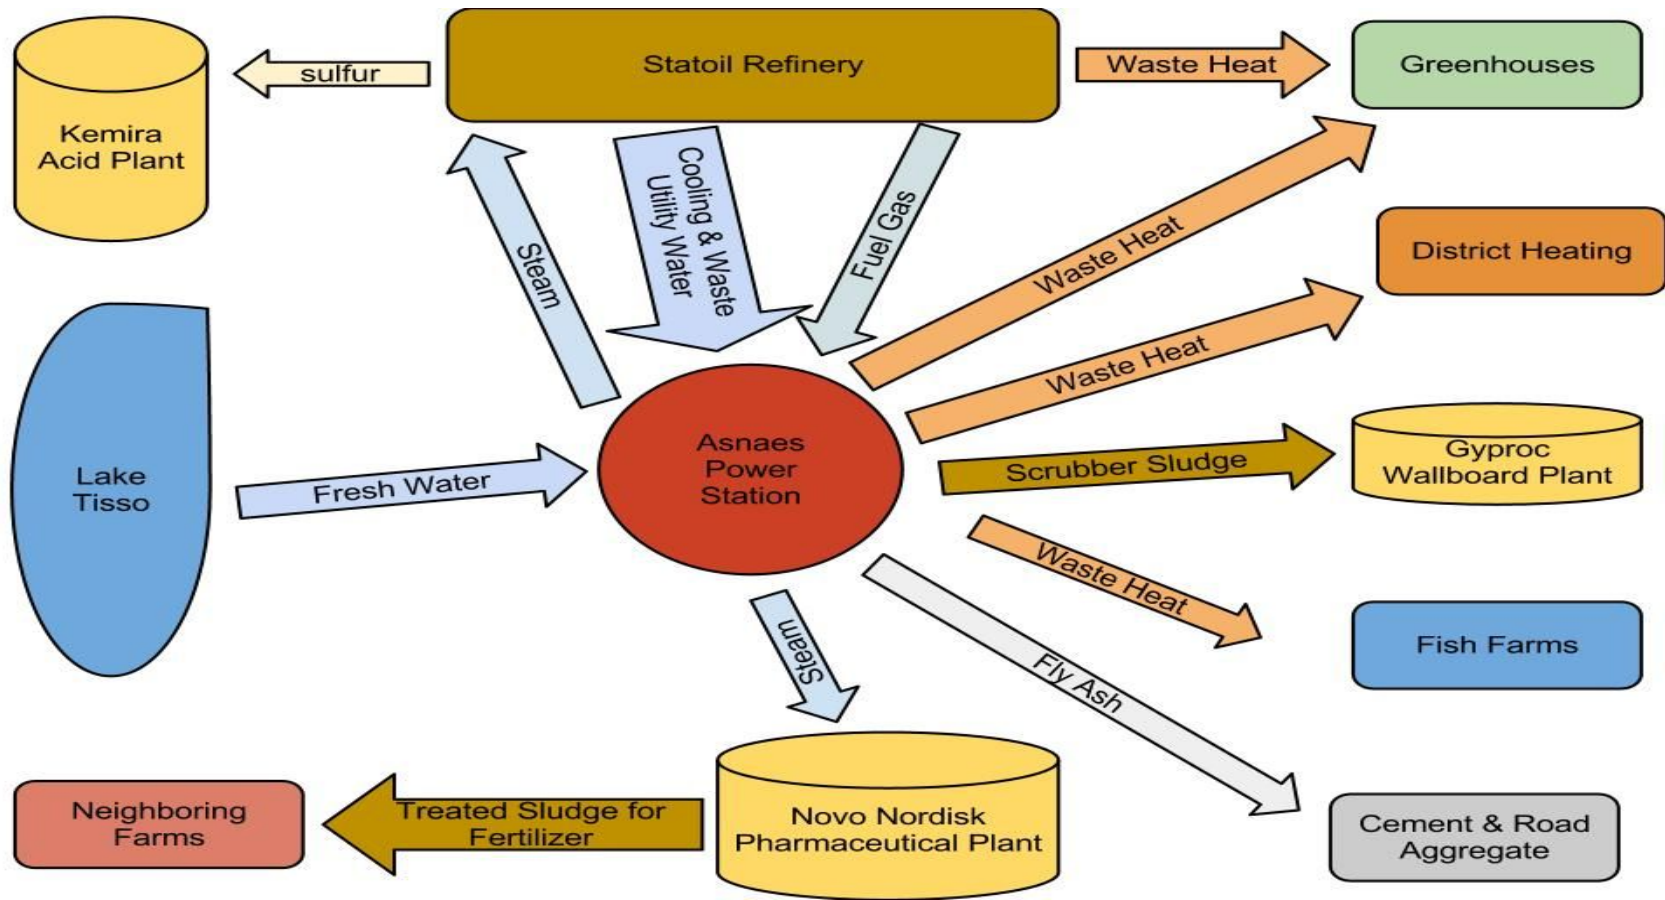 sulfur
Statoil Refinery
Waste Heat
Greenhouses
Kemira
Acid Plant
Steam
Cooling & Waste
Utility Water
Fuel Gas
Waste Heat
District Heating
Waste Heat
Lake
Tisso
Fresh Water
Asnaes
Power
Station
Scrubber Sludge
Gyproc
Wallboard Plant
Waste Heat
Fish Farms
Steam
Fly Ash
Neighboring
Farms
Treated Sludge for
Fertilizer
Novo Nordisk
Pharmaceutical Plant
Cement & Road
Aggregate